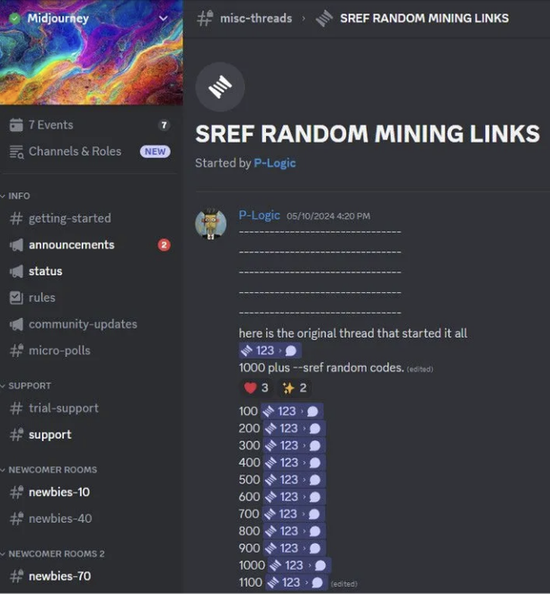 Midjourney
7 Events 7
Channels & Roles NEW
INFO
getting-started
announcements 2
status
rules
community-updates
micro-polls
SUPPORT
trial-support
support
NEWCOMER ROOMS
newbies-10
newbies-40
NEWCOMER ROOMS 2
newbies-70
misc-threads › SREF RANDOM MINING LINKS
SREF RANDOM MINING LINKS
Started by P-Logic
P-Logic 05/10/2024 4:20 PM
--------------------------------
--------------------------------
--------------------------------
--------------------------------
--------------------------------
here is the original thread that started it all
123 ›
1000 plus --sref random codes. (edited)
❤️ 3 ✨ 2
100 123 ›
200 123 ›
300 123 ›
400 123 ›
500 123 ›
600 123 ›
700 123 ›
800 123 ›
900 123 ›
1000 123 ›
1100 123 › (edited)